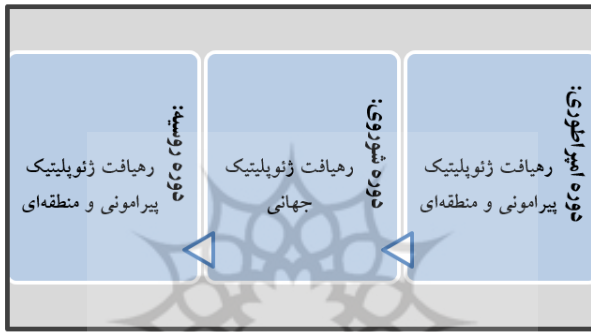 دوره امپراطوری:
رهیافت ژئوپلیتیک
پیرامونی و منطقه‌ای
دوره شوروی:
رهیافت ژئوپلیتیک
جهانی
دوره روسیه:
رهیافت ژئوپلیتیک
پیرامونی و منطقه‌ای